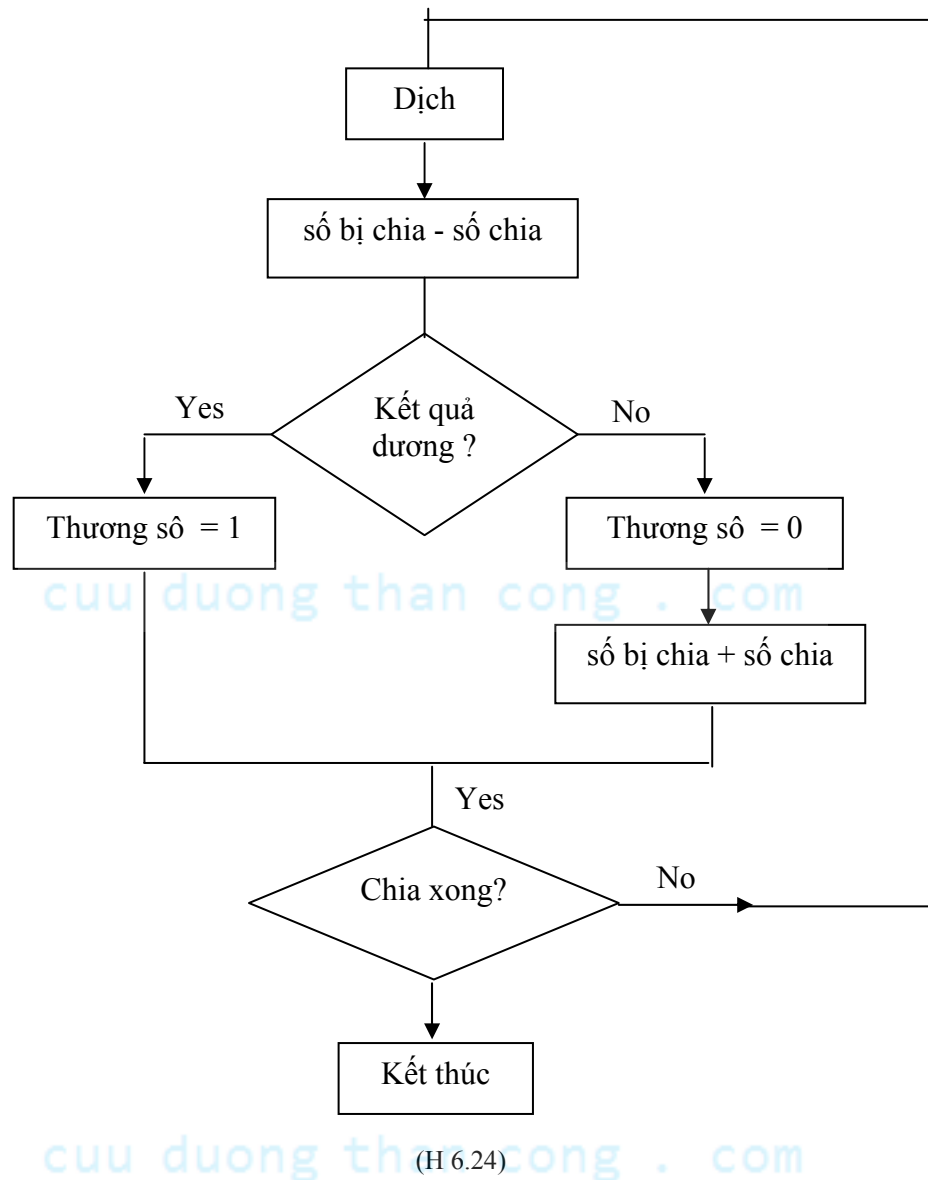 Dịch
số bị chia - số chia
Kết quả
dương ?
Yes
No
Thương sô = 1
Thương sô = 0
cuu duong than cong . com
số bị chia + số chia
Yes
Chia xong?
No
Kết thúc
cuu duong than cong . com
(H 6.24)